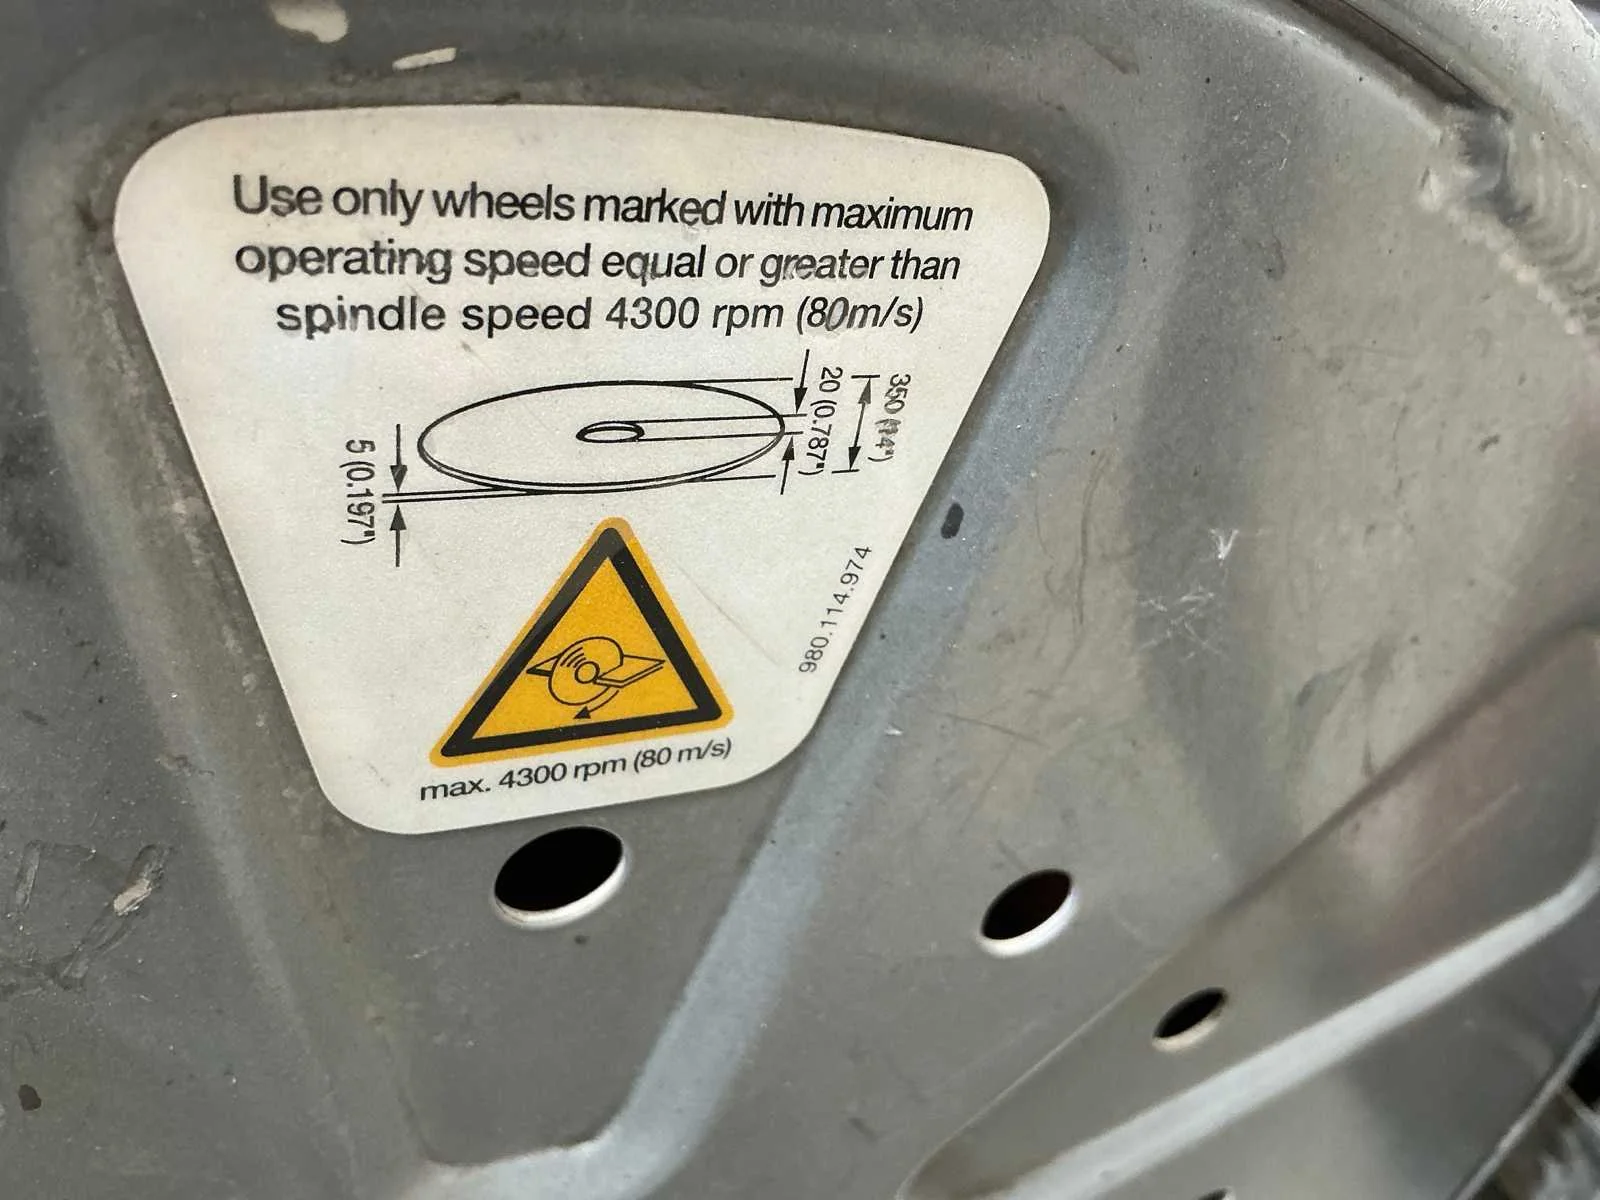 Use only wheels marked with maximum
operating speed equal or greater than
spindle speed 4300 rpm (80m/s)
20 (0.787")
350 (14")
5 (0.197")
980.114.974
max. 4300 rpm (80 m/s)